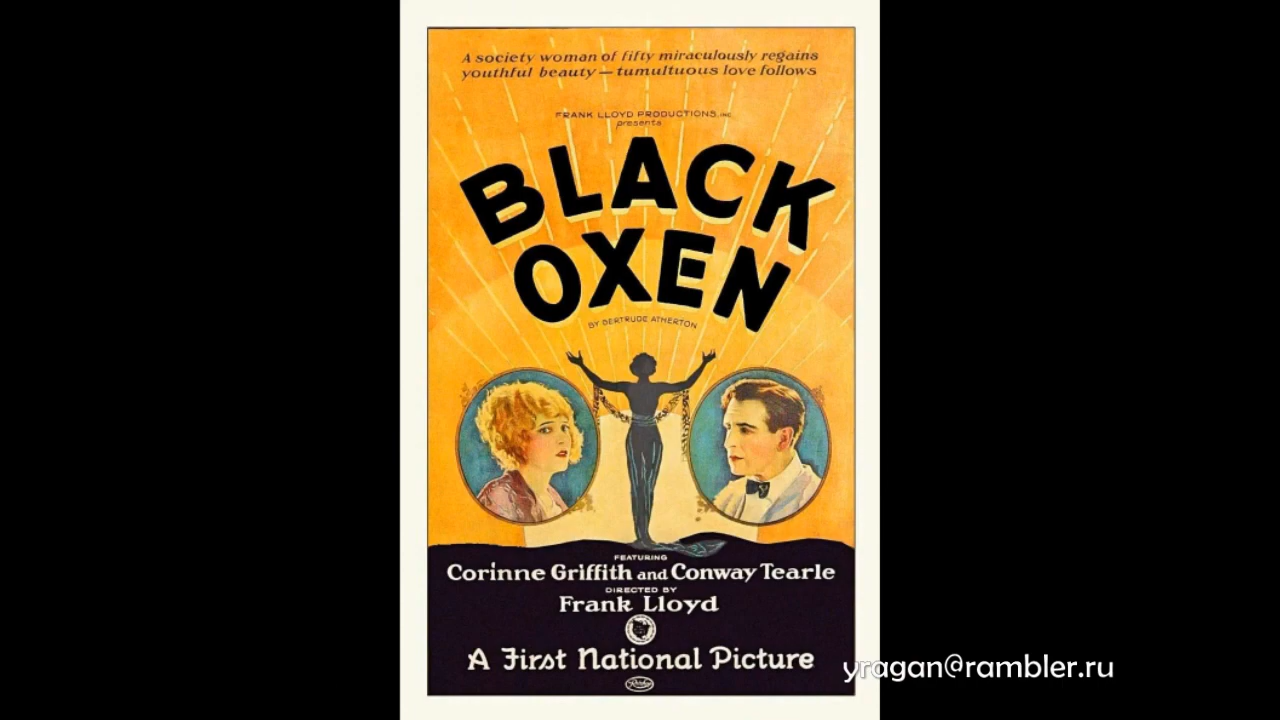 A society woman of fifty miraculously regains
youthful beauty — tumultuous love follows
FRANK LLOYD PRODUCTIONS, INC.
presents
BLACK
OXEN
BY GERTRUDE ATHERTON
FEATURING
Corinne Griffith and Conway Tearle
DIRECTED BY
Frank Lloyd
A First National Picture
yragan@rambler.ru